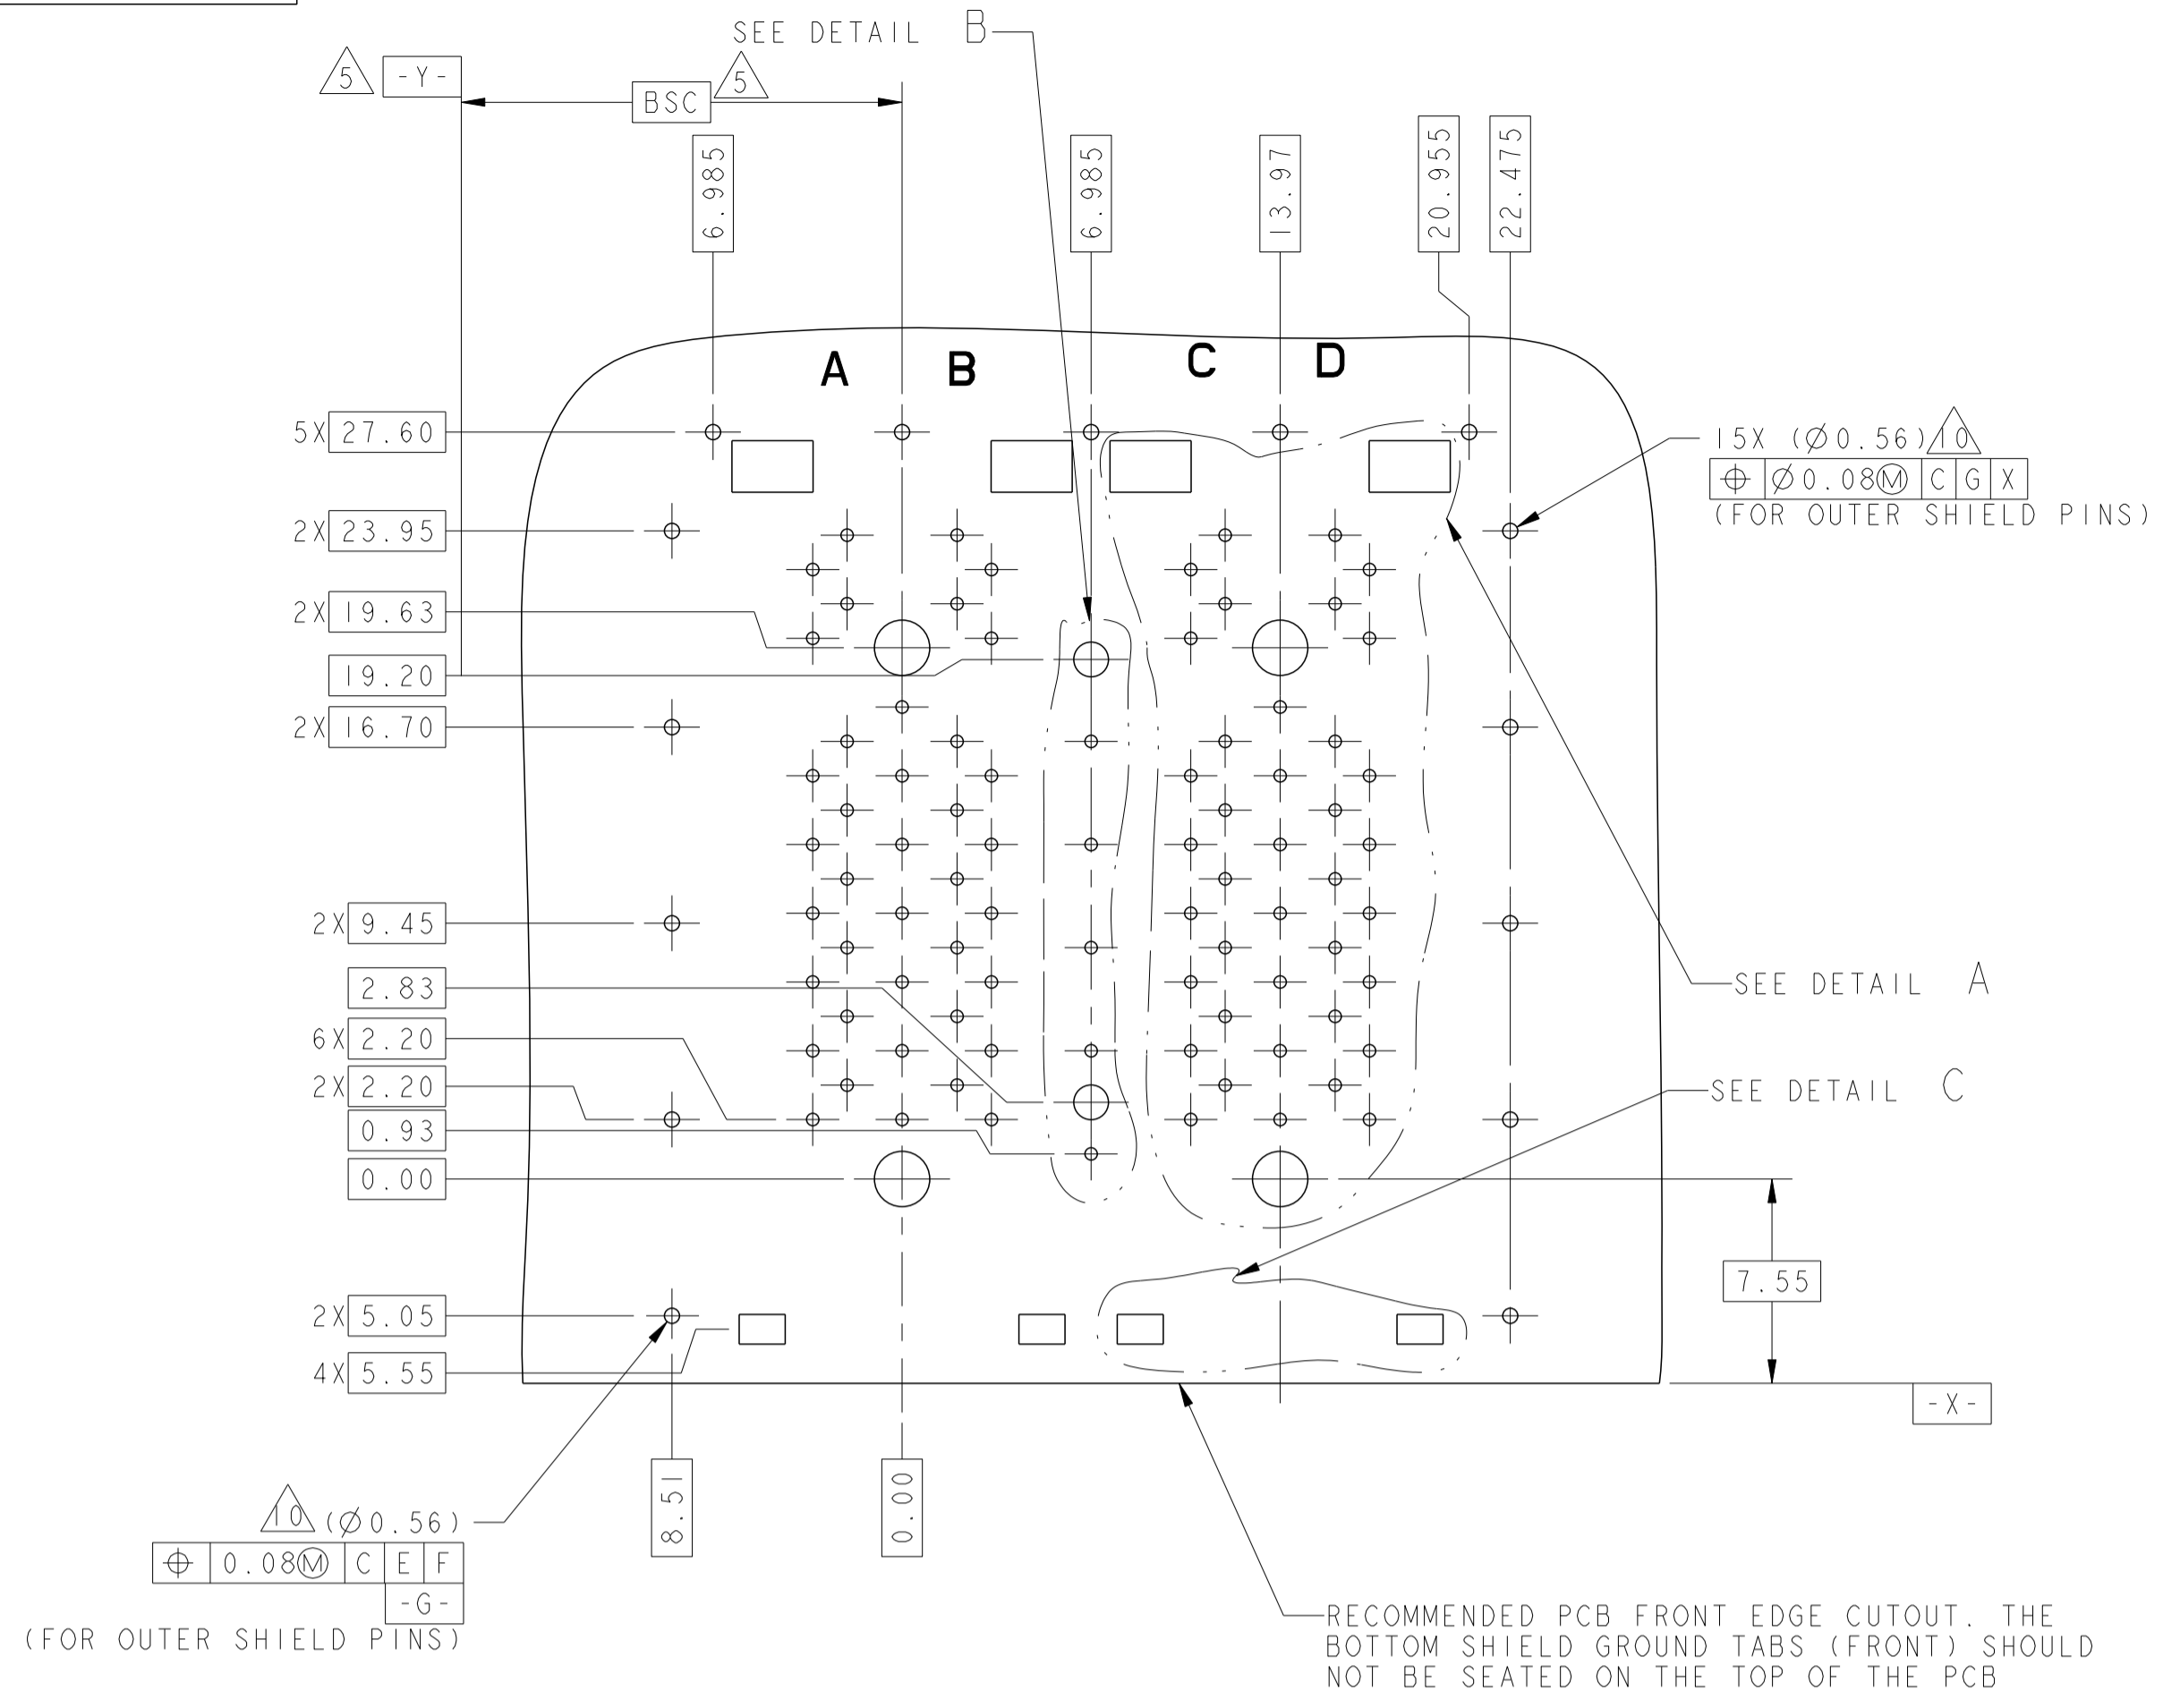 SEE DETAIL B
5 -Y-
BSC 5
6.985
6.985
13.97
20.955
22.475
A B C D
5X 27.60
15X (Ø0.56) 10
⌖ Ø0.08Ⓜ C G X
(FOR OUTER SHIELD PINS)
2X 23.95
2X 19.63
19.20
2X 16.70
2X 9.45
2.83
SEE DETAIL A
6X 2.20
2X 2.20
SEE DETAIL C
0.93
0.00
7.55
2X 5.05
4X 5.55
-X-
8.51
0.00
10 (Ø0.56)
⌖ 0.08Ⓜ C E F
-G-
(FOR OUTER SHIELD PINS)
RECOMMENDED PCB FRONT EDGE CUTOUT. THE
BOTTOM SHIELD GROUND TABS (FRONT) SHOULD
NOT BE SEATED ON THE TOP OF THE PCB